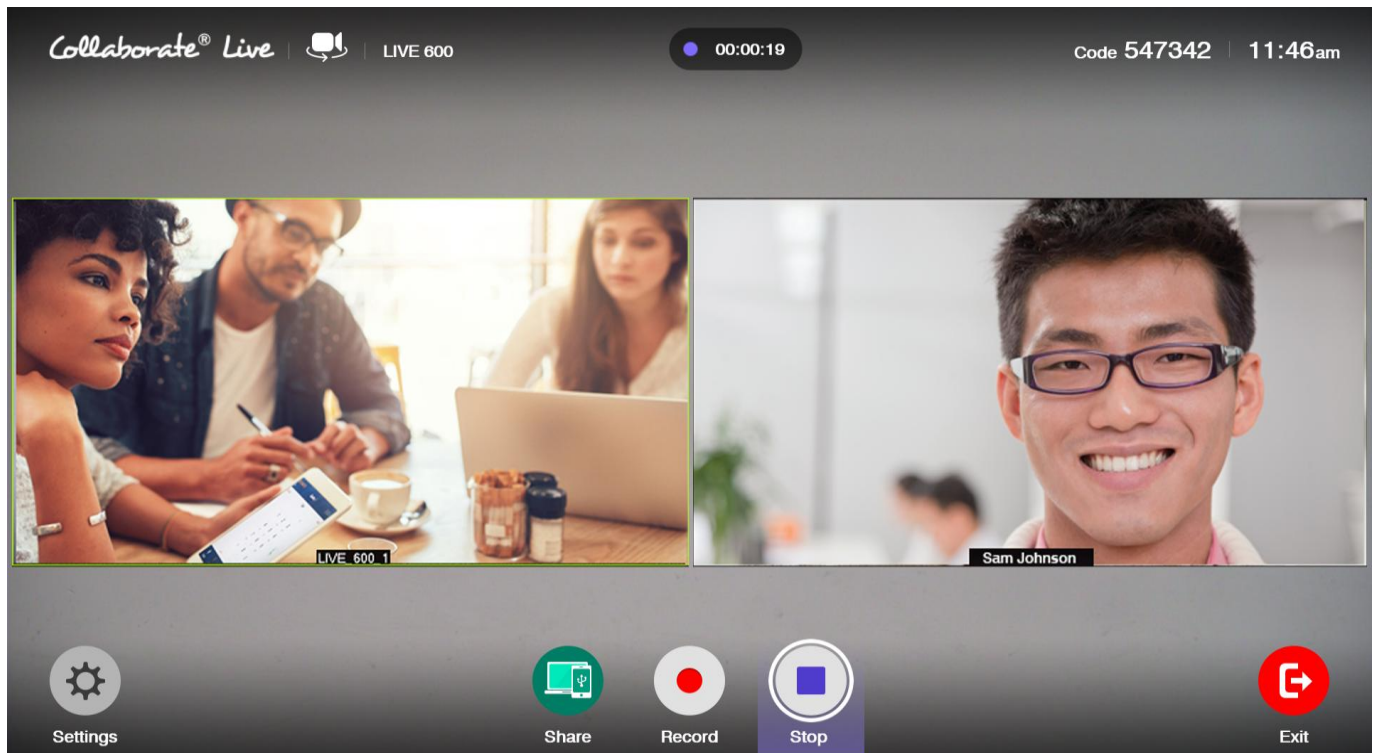 Collaborate® Live LIVE 600
00:00:19
Code 547342 11:46am
LIVE_600_1
Sam Johnson
Settings
Share
Record
Stop
Exit